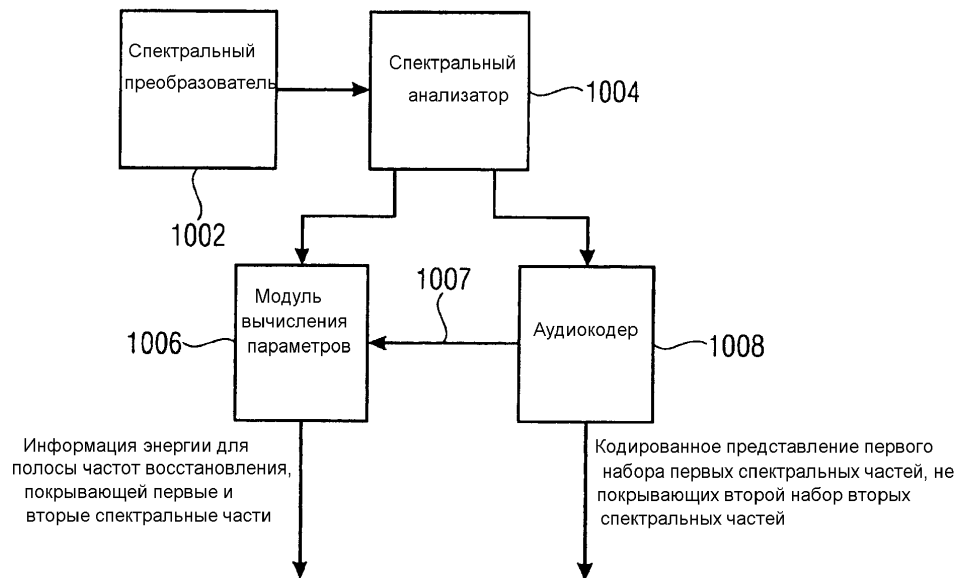 Спектральный
преобразователь
Спектральный
анализатор
1004
1002
Модуль
вычисления
параметров
1006
1007
Аудиокодер
1008
Информация энергии для
полосы частот восстановления,
покрывающей первые и
вторые спектральные части
Кодированное представление первого
набора первых спектральных частей, не
покрывающих второй набор вторых
спектральных частей